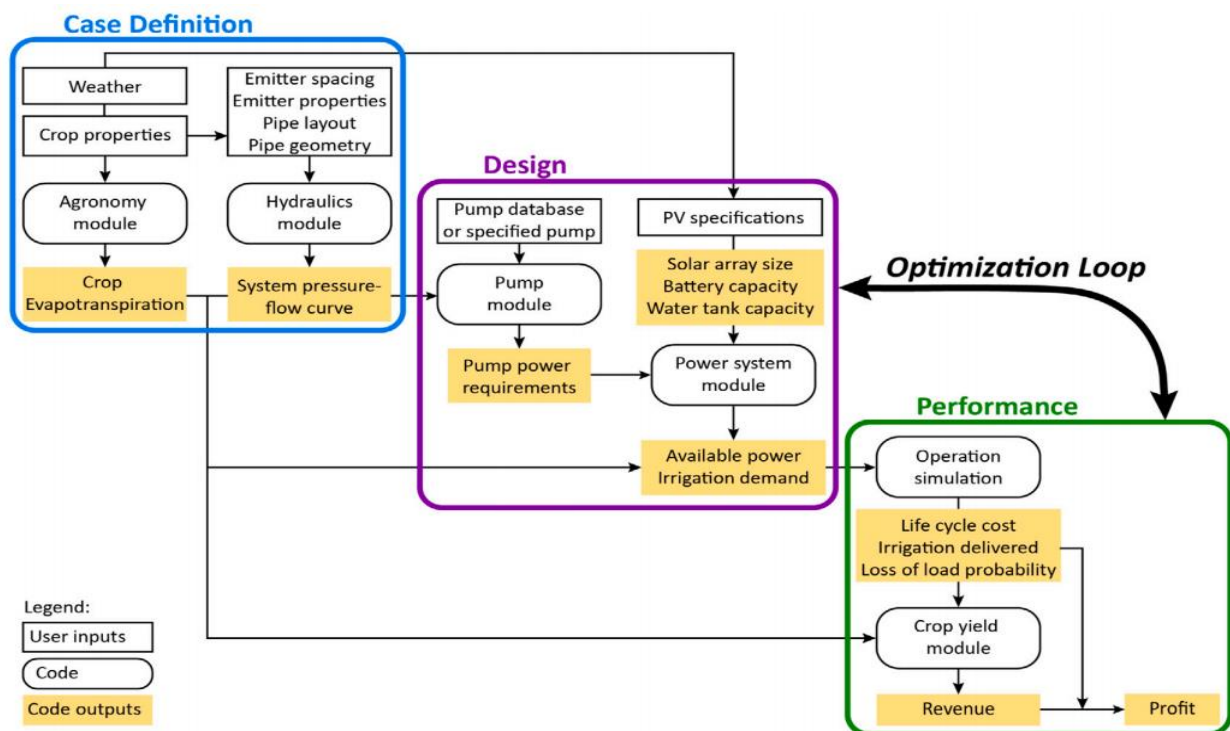 Case Definition
Weather
Crop properties
Emitter spacing
Emitter properties
Pipe layout
Pipe geometry
Agronomy
module
Hydraulics
module
Crop
Evapotranspiration
System pressure-
flow curve
Design
Pump database
or specified pump
PV specifications
Pump
module
Solar array size
Battery capacity
Water tank capacity
Pump power
requirements
Power system
module
Available power
Irrigation demand
Optimization Loop
Performance
Operation
simulation
Life cycle cost
Irrigation delivered
Loss of load probability
Crop yield
module
Revenue
Profit
Legend:
User inputs
Code
Code outputs